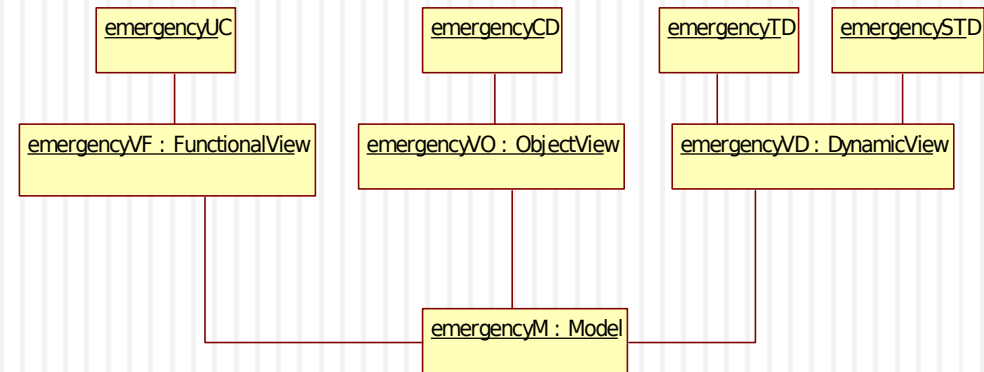 emergencyUC
emergencyCD
emergencyTD
emergencySTD
emergencyVF : FunctionalView
emergencyVO : ObjectView
emergencyVD : DynamicView
emergencyM : Model